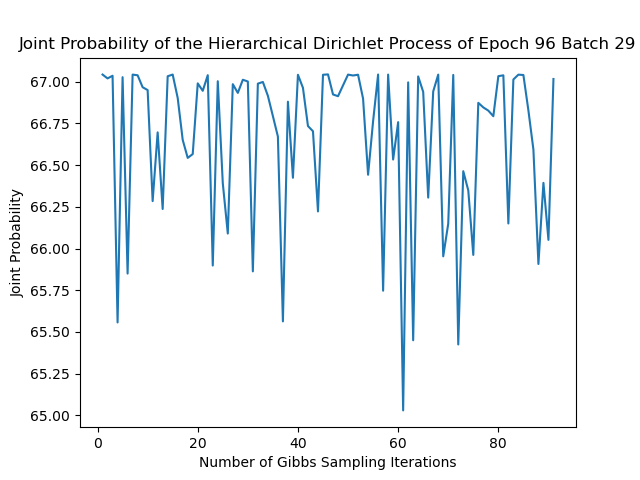 Joint Probability of the Hierarchical Dirichlet Process of Epoch 96 Batch 29
67.00
66.75
66.50
66.25
66.00
65.75
65.50
65.25
65.00
Joint Probability
0 20 40 60 80
Number of Gibbs Sampling Iterations